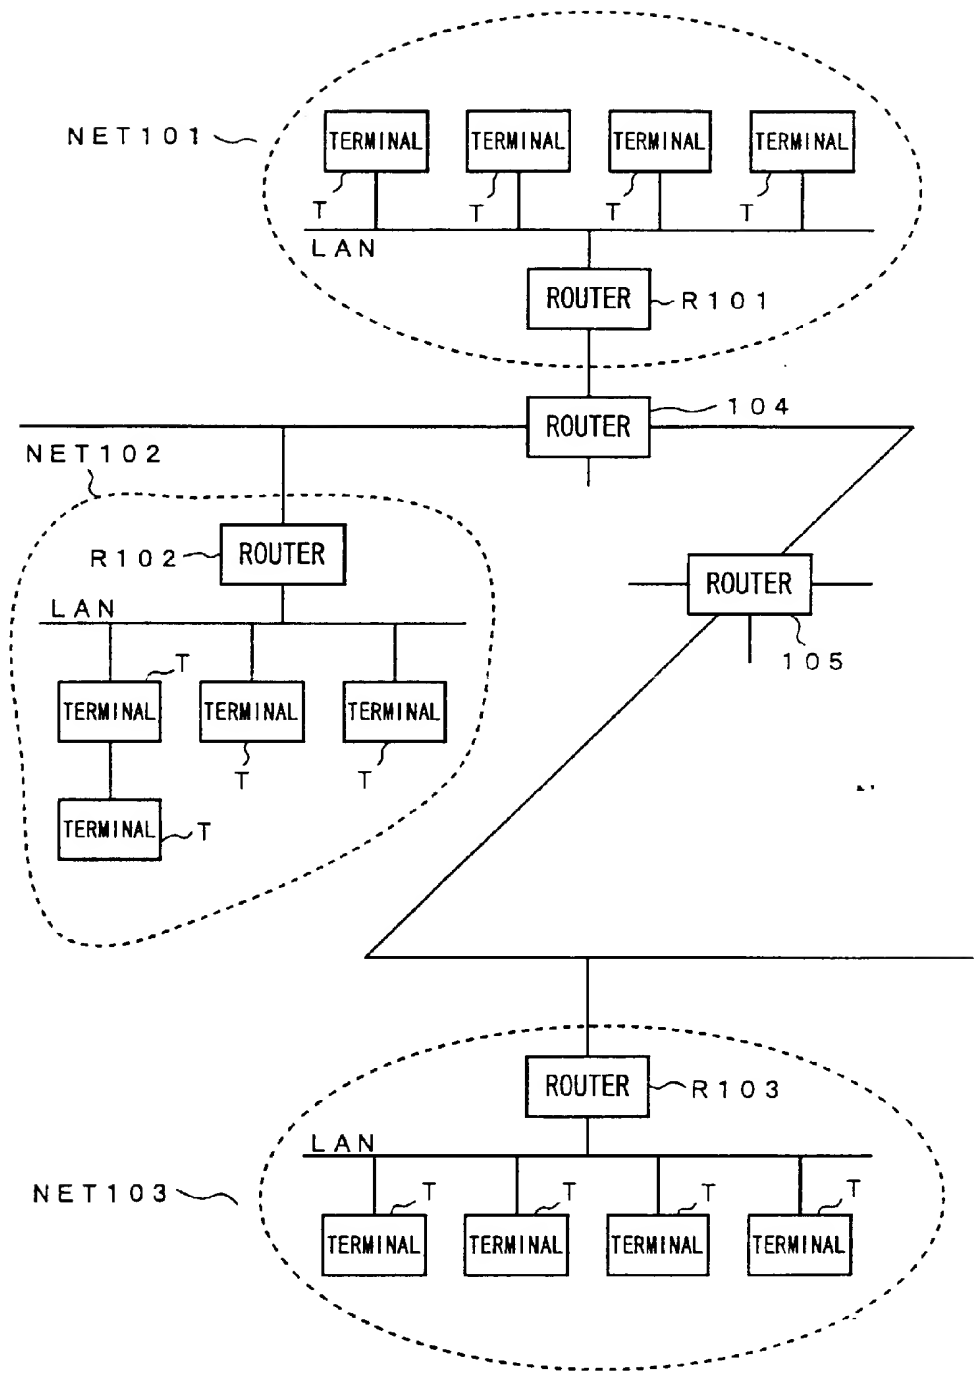 NET101
TERMINAL TERMINAL TERMINAL TERMINAL
T T T T
LAN
ROUTER R101
ROUTER 104
NET102
R102 ROUTER
ROUTER
105
LAN
T
TERMINAL TERMINAL TERMINAL
T T
TERMINAL T
ROUTER R103
LAN
NET103
T T T T
TERMINAL TERMINAL TERMINAL TERMINAL